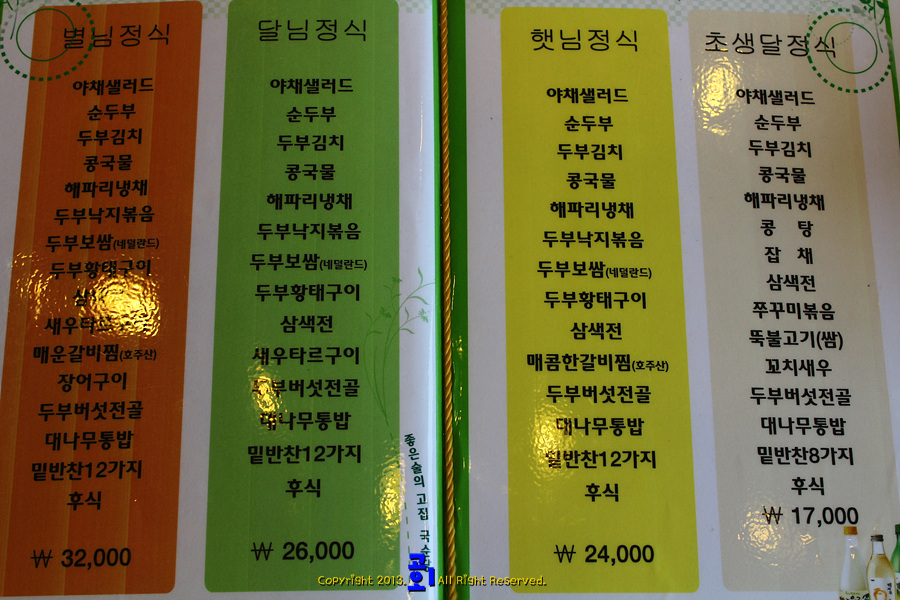 별님정식
야채샐러드
순두부
두부김치
콩국물
해파리냉채
두부낙지볶음
두부보쌈(네덜란드)
두부황태구이
새우타르
매운갈비찜(호주산)
장어구이
두부버섯전골
대나무통밥
밑반찬12가지
후식
₩ 32,000
달님정식
야채샐러드
순두부
두부김치
콩국물
해파리냉채
두부낙지볶음
두부보쌈(네덜란드)
두부황태구이
삼색전
새우타르구이
두부버섯전골
대나무통밥
밑반찬12가지
후식
₩ 26,000
좋은술의 고집
햇님정식
야채샐러드
순두부
두부김치
콩국물
해파리냉채
두부낙지볶음
두부보쌈(네덜란드)
두부황태구이
삼색전
매콤한갈비찜(호주산)
두부버섯전골
대나무통밥
밑반찬12가지
후식
₩ 24,000
초생달정식
야채샐러드
순두부
두부김치
콩국물
해파리냉채
콩 탕
잡 채
삼색전
쭈꾸미볶음
뚝불고기(쌈)
꼬치새우
두부버섯전골
대나무통밥
밑반찬8가지
후식
₩ 17,000
Copyright 2013. All Right Reserved.